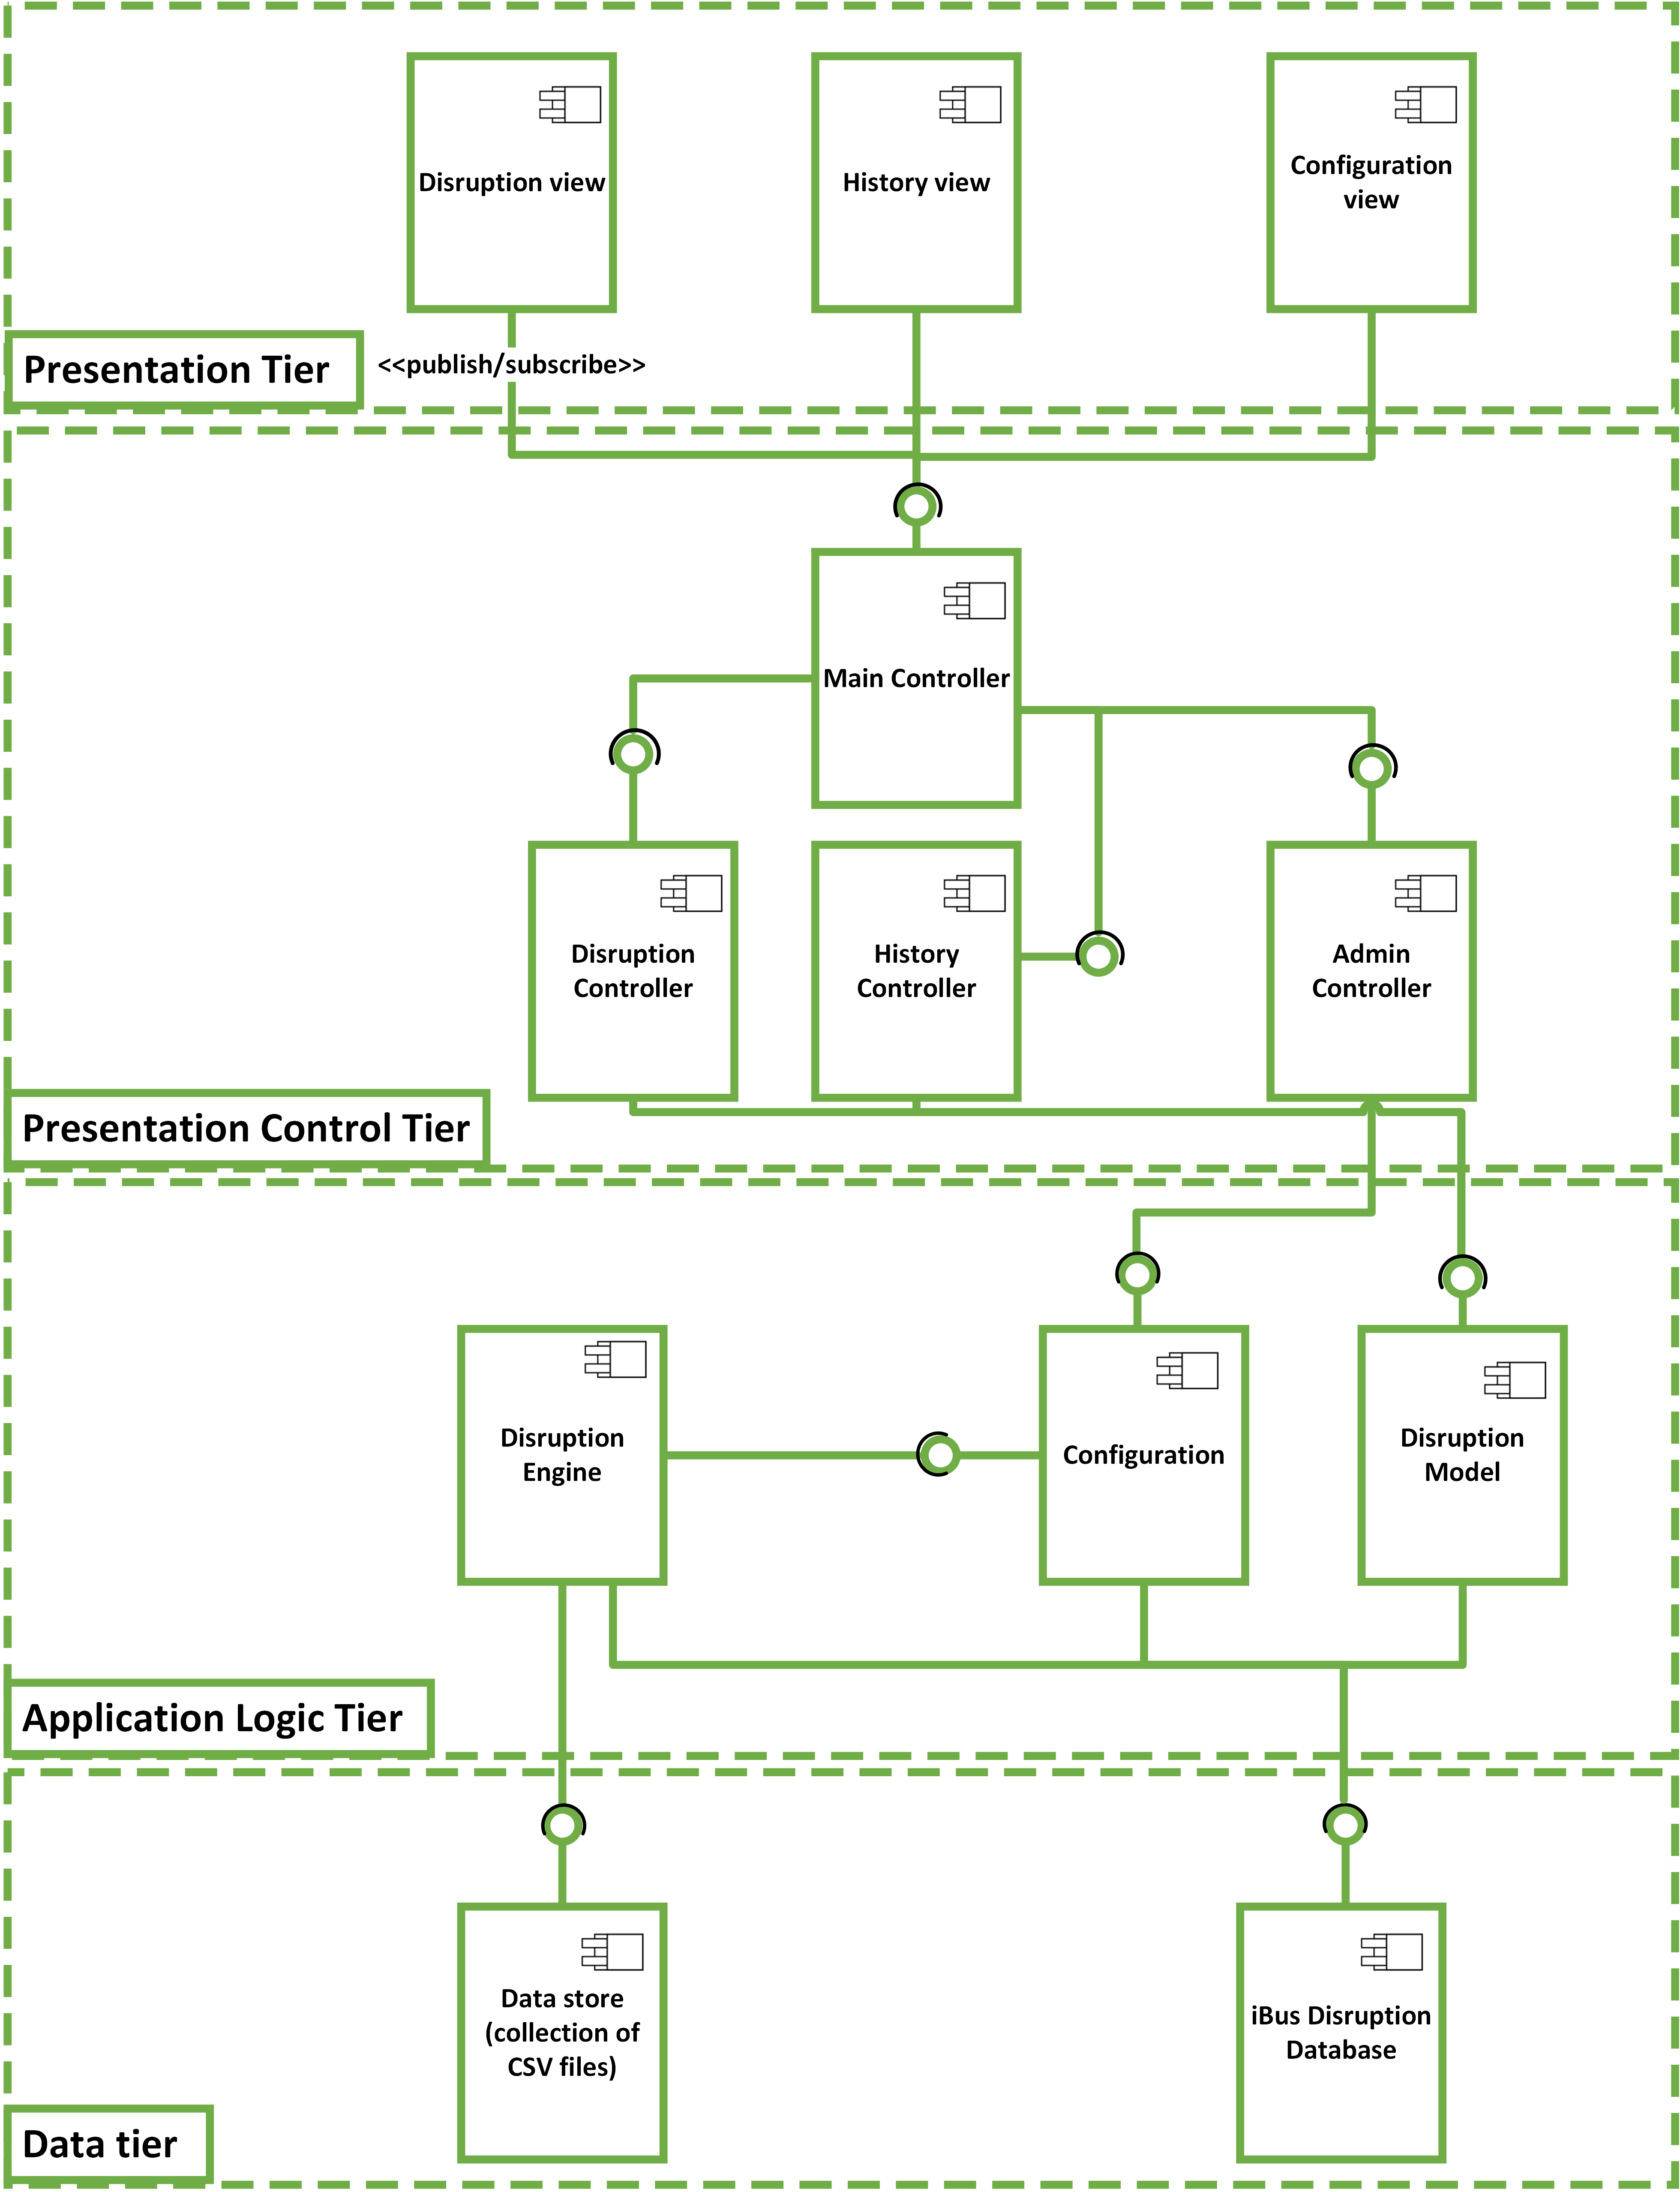 Disruption view
History view
Configuration
view
Presentation Tier
<<publish/subscribe>>
Main Controller
Disruption
Controller
History
Controller
Admin
Controller
Presentation Control Tier
Disruption
Engine
Configuration
Disruption
Model
Application Logic Tier
Data store
(collection of
CSV files)
iBus Disruption
Database
Data tier